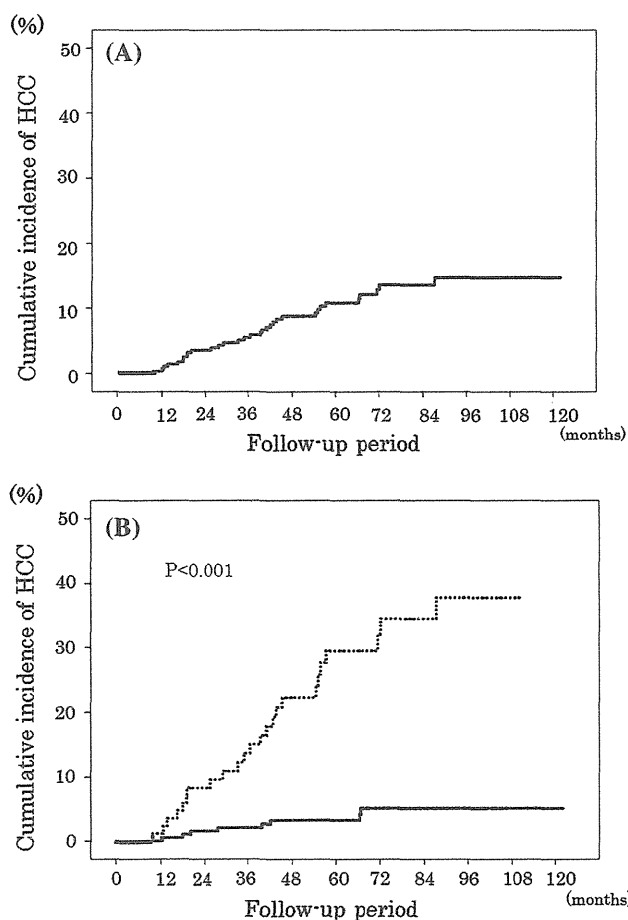 (%)
(A)
50
40
30
20
10
0
Cumulative incidence of HCC
0 12 24 36 48 60 72 84 96 108 120
(months)
Follow-up period
(%)
(B)
P<0.001
50
40
30
20
10
0
Cumulative incidence of HCC
0 12 24 36 48 60 72 84 96 108 120
(months)
Follow-up period